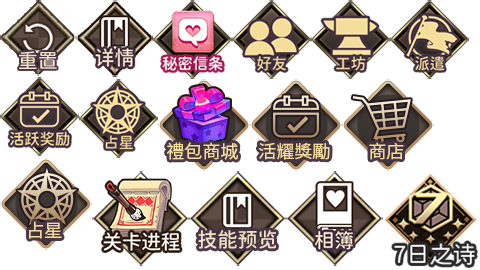 重置
详情
秘密信条
好友
工坊
派遣
活跃奖励
占星
禮包商城
活耀獎勵
商店
占星
关卡进程
技能预览
相簿
7日之诗